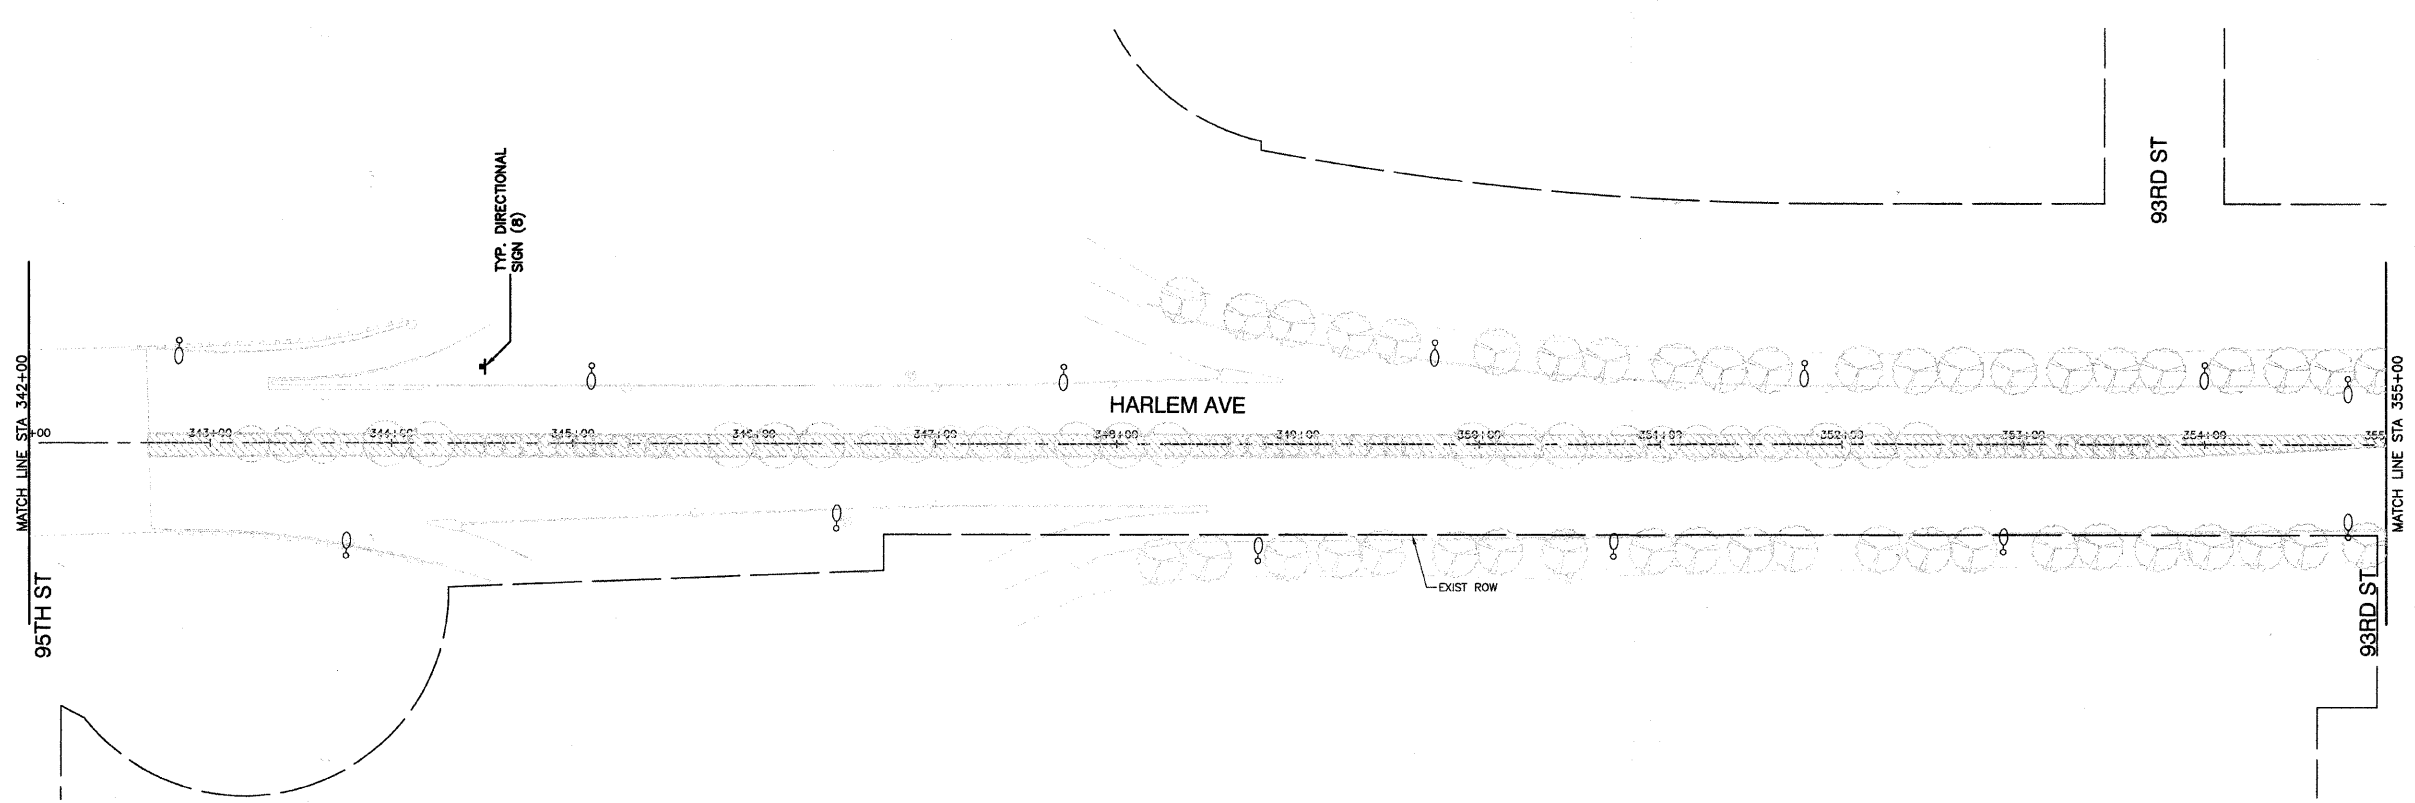 TYP. DIRECTIONAL
SIGN (8)
93RD ST
MATCH LINE STA 342+00
HARLEM AVE
MATCH LINE STA 355+00
+00
343+00
344+00
345+00
346+00
347+00
348+00
349+00
350+00
351+00
352+00
353+00
354+00
355
EXIST ROW
95TH ST
93RD ST